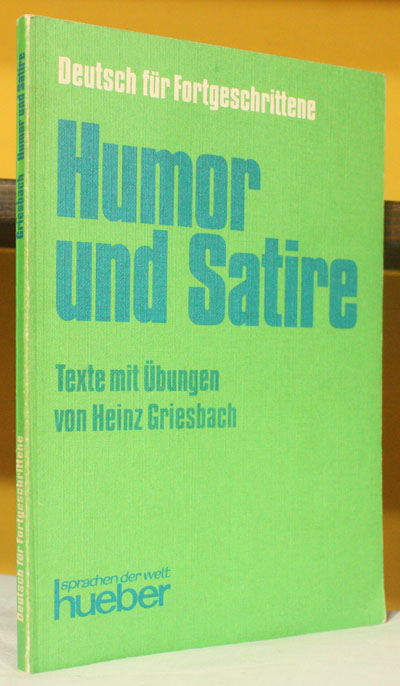 Deutsch für Fortgeschrittene
Humor
und Satire
Texte mit Übungen
von Heinz Griesbach
sprachen der welt
hueber
Griesbach Humor und Satire
Deutsch für Fortgeschrittene